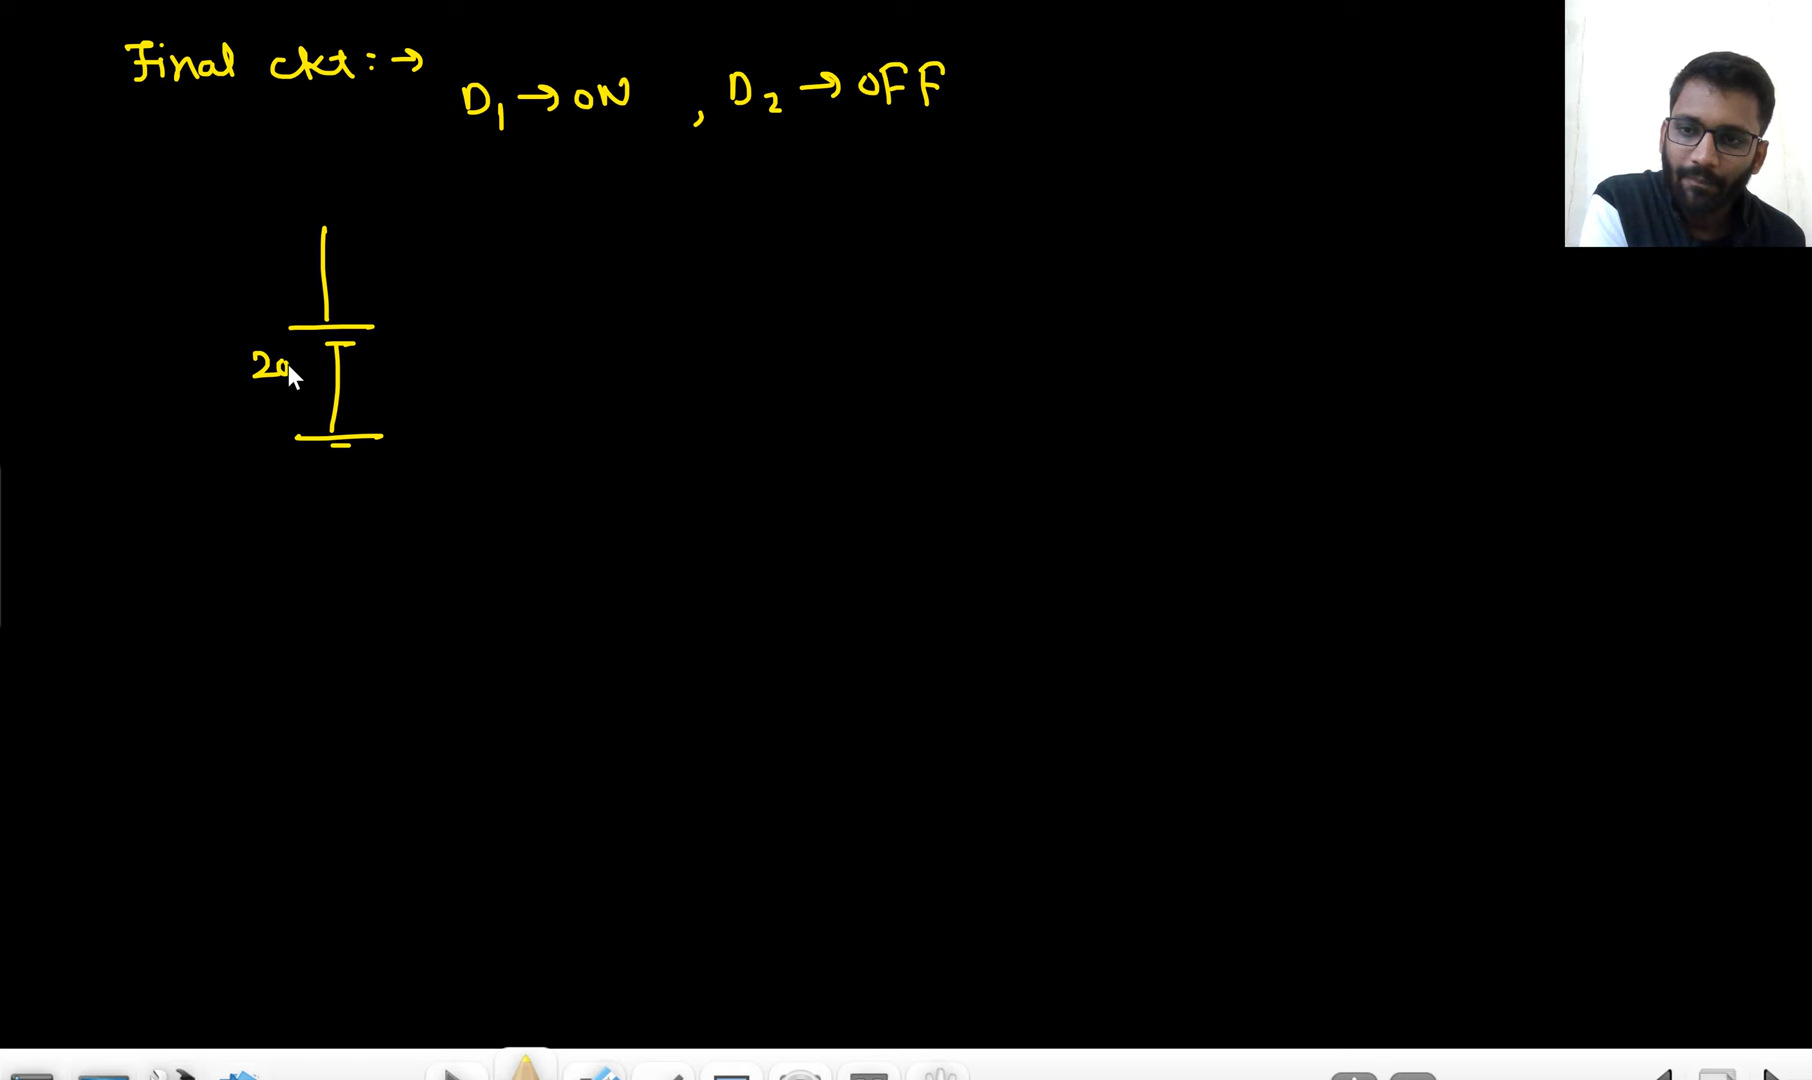 Final ckt: →
D₁ → ON , D₂ → OFF
20